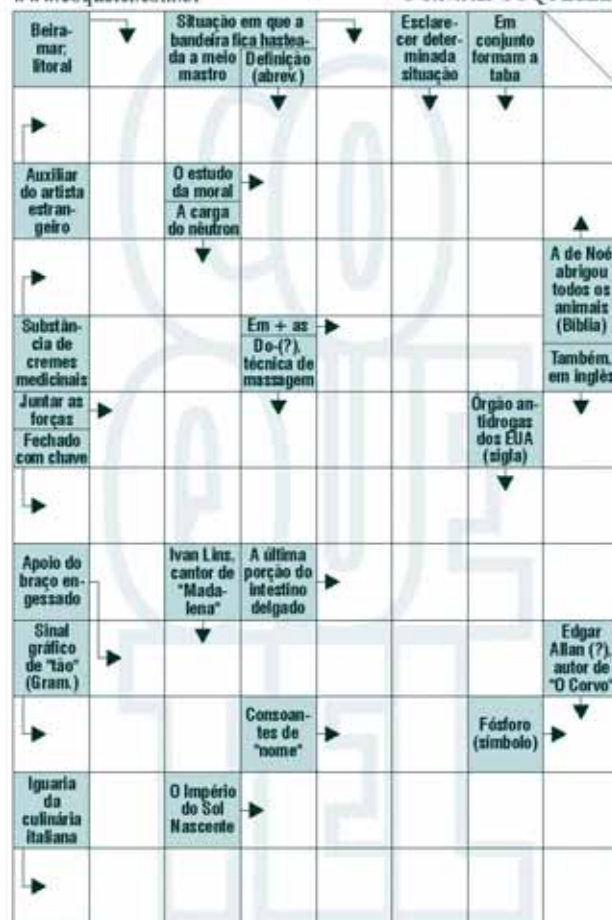 Beira-
mar;
litoral
Situação em que a
bandeira fica hastea-
da a meio
mastro
Definição
(abrev.)
Esclare-
cer deter-
minada
situação
Em
conjunto
formam a
taba
Auxiliar
do artista
estran-
geiro
O estudo
da moral
A carga
do nêutron
A de Noé
abrigou
todos os
animais
(Bíblia)
Também,
em inglês
Substân-
cia de
cremes
medicinais
Em + as
Do-(?),
técnica de
massagem
Juntar as
forças
Fechado
com chave
Órgão an-
tidrogas
dos EUA
(sigla)
Apoio do
braço en-
gessado
Ivan Lins,
cantor de
"Mada-
lena"
A última
porção do
intestino
delgado
Sinal
gráfico
de "tão"
(Gram.)
Edgar
Allan (?),
autor de
"O Corvo"
Consoan-
tes de
"nome"
Fósforo
(símbolo)
Iguaria
da
culinária
italiana
O Império
do Sol
Nascente
COQUETEL